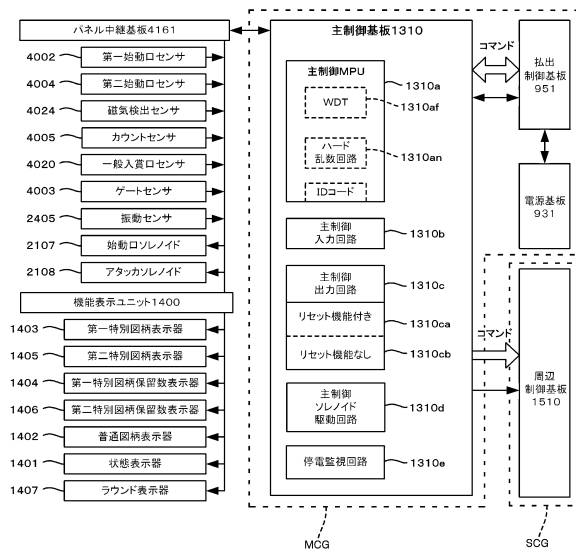 パネル中継基板4161
4002 第一始動口センサ
4004 第二始動口センサ
4024 磁気検出センサ
4005 カウントセンサ
4020 一般入賞口センサ
4003 ゲートセンサ
2405 振動センサ
2107 始動口ソレノイド
2108 アタッカソレノイド
機能表示ユニット1400
1403 第一特別図柄表示器
1405 第二特別図柄表示器
1404 第一特別図柄保留数表示器
1406 第二特別図柄保留数表示器
1402 普通図柄表示器
1401 状態表示器
1407 ラウンド表示器
主制御基板1310
主制御MPU
1310a
WDT
1310af
ハード
乱数回路
1310an
IDコード
主制御
入力回路
1310b
主制御
出力回路
1310c
リセット機能付き
1310ca
リセット機能なし
1310cb
主制御
ソレノイド
駆動回路
1310d
停電監視回路
1310e
MCG
コマンド
払出
制御基板
951
電源基板
931
コマンド
周辺
制御基板
1510
SCG